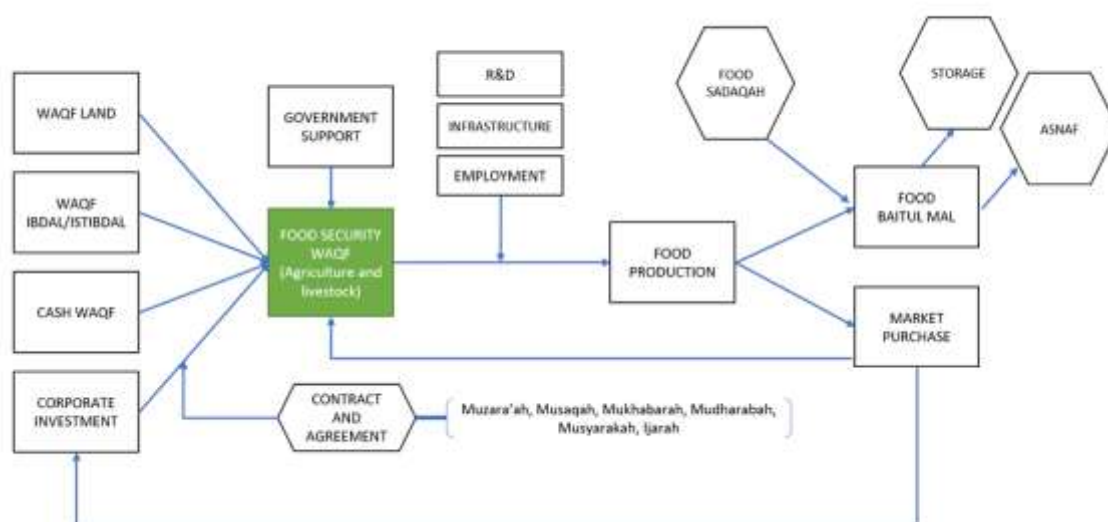 WAQF LAND
WAQF
IBDAL/ISTIBDAL
CASH WAQF
CORPORATE
INVESTMENT
GOVERNMENT
SUPPORT
FOOD SECURITY
WAQF
(Agriculture and
livestock)
R&D
INFRASTRUCTURE
EMPLOYMENT
CONTRACT
AND
AGREEMENT
Muzara'ah, Musaqah, Mukhabarah, Mudharabah,
Musyarakah, Ijarah
FOOD
PRODUCTION
FOOD
SADAQAH
STORAGE
ASNAF
FOOD
BAITUL MAL
MARKET
PURCHASE